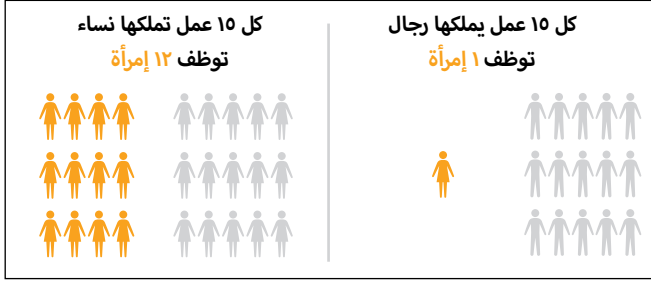 كل ١٥ عمل يملكها رجال
توظف ١ إمرأة
كل ١٥ عمل تملكها نساء
توظف ١٢ إمرأة